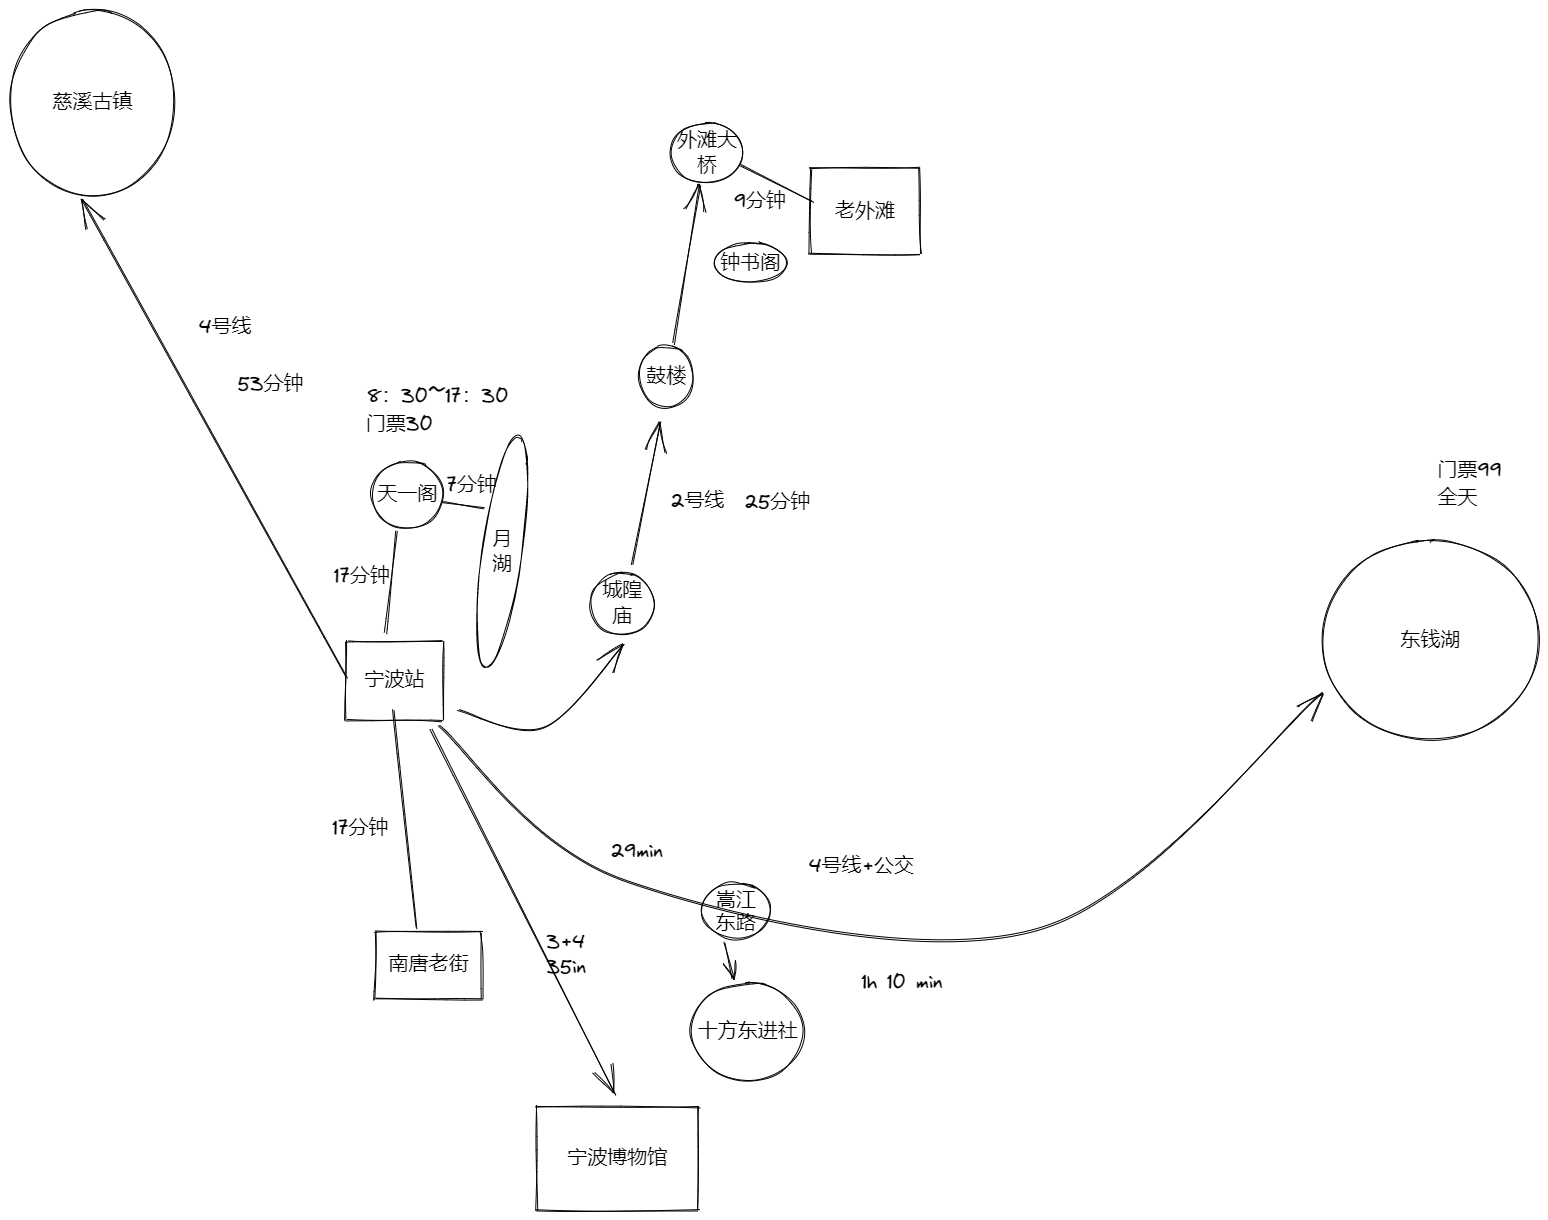 慈溪古镇
外滩大
桥
9分钟
老外滩
钟书阁
4号线
53分钟
鼓楼
8：30~17：30
门票30
天一阁
7分钟
月
湖
2号线 25分钟
门票99
全天
17分钟
城隍
庙
东钱湖
宁波站
17分钟
29min
4号线+公交
嵩江
东路
3+4
35in
南唐老街
1h 10 min
十方东进社
宁波博物馆